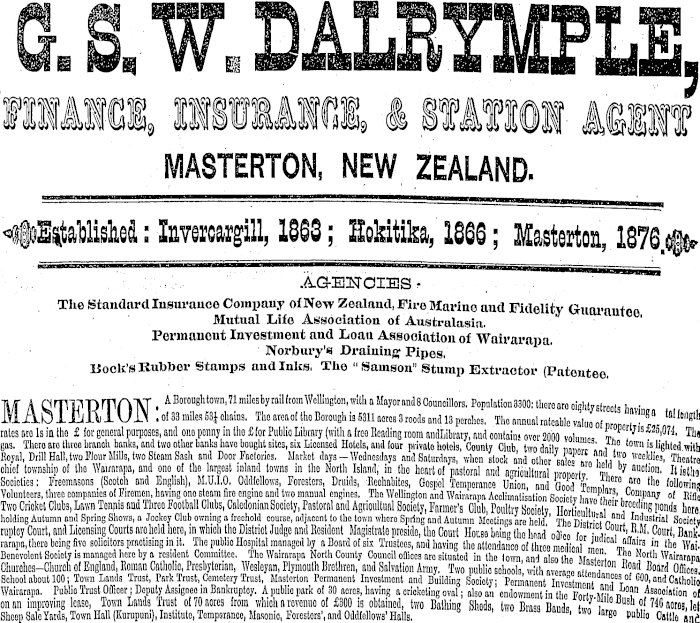 G. S. W. DALRYMPLE,
FINANCE, INSURANCE, & STATION AGENT
MASTERTON, NEW ZEALAND.
Established : Invercargill, 1863 ; Hokitika, 1866 ; Masterton, 1876.
AGENCIES
The Standard Insurance Company of New Zealand, Fire Marine and Fidelity Guarantee.
Mutual Life Association of Australasia.
Permanent Investment and Loan Association of Wairarapa.
Norbury's Draining Pipes.
Bock's Rubber Stamps and Inks. The "Samson" Stump Extractor (Patentee.
MASTERTON: A Borough town, 71 miles by rail from Wellington, with a Mayor and 8 Councillors. Population 3300: there are eighty streets having a tal length
of 33 miles 53¼ chains. The area of the Borough is 5311 acres 3 roods and 13 perches. The annual rateable value of property is £25,074. The
rates are 1s in the £ for general purposes, and one penny in the £ for Public Library (with a free Reading room and Library, and contains over 2000 volumes. The town is lighted with
gas. There are three branch banks, and two other banks have bought sites, six Licensed Hotels, and four private hotels, County Club, two daily papers and two weeklies, Theatre
Royal, Drill Hall, two Flour Mills, two Steam Sash and Door Factories. Market days—Wednesdays and Saturdays, when stock and other sales are held by auction. It is the
chief township of the Wairarapa, and one of the largest inland towns in the North Island, in the heart of pastoral and agricultural property. There are the following
Societies: Freemasons (Scotch and English), M.U.I.O. Oddfellows, Foresters, Druids, Rechabites, Gospel Temperance Union, and Good Templars, Company of Rifle
Volunteers, three companies of Firemen, having one steam fire engine and two manual engines. The Wellington and Wairarapa Acclimatisation Society have their breeding ponds here.
Two Cricket Clubs, Lawn Tennis and Three Football Clubs, Caledonian Society, Pastoral and Agricultural Society, Farmer's Club, Poultry Society, Horticultural and Industrial Society
holding Autumn and Spring Shows, a Jockey Club owning a freehold course, adjacent to the town where Spring and Autumn Meetings are held. The District Court, R.M. Court, Bank-
ruptcy Court, and Licensing Courts are held here, in which the District Judge and Resident Magistrate preside, the Court House being the head office for judical affairs in the Wai-
rarapa, there being five solicitors practising in it. The public Hospital managed by a Board of six Trustees, and having the attendance of three medical men. The North Wairarapa
Benevolent Society is managed here by a resident Committee. The Wairarapa North County Council offices are situated in the town, and also the Masterton Road Board Offices,
Churches—Church of England, Roman Catholic, Presbyterian, Wesleyan, Plymouth Brethren, and Salvation Army. Two public schools, with average attendances of 600, and Catholic
School about 100; Town Lands Trust, Park Trust, Cemetery Trust, Masterton Permanent Investment and Building Society; Permanent Investment and Loan Association of
Wairarapa. Public Trust Officer; Deputy Assignee in Bankruptcy. A public park of 30 acres, having a cricketing oval; also an endowment in the Forty-Mile Bush of 746 acres, let
on an improving lease, Town Lands Trust of 70 acres from which a revenue of £300 is obtained, two Bathing Sheds, two Brass Bands, two large public Cattle and
Sheep Sale Yards, Town Hall (Kurupuni), Institute, Temperance, Masonic, Foresters', and Oddfellows' Halls.